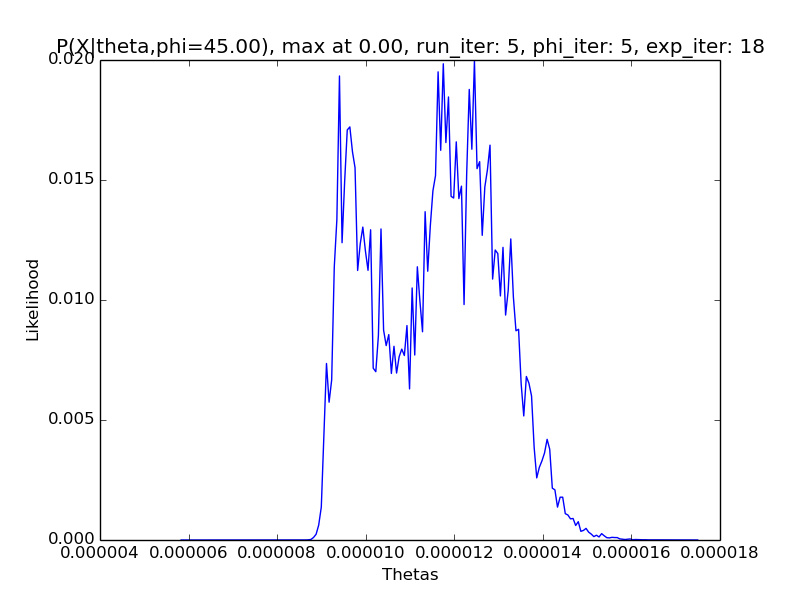 P(X|theta,phi=45.00), max at 0.00, run_iter: 5, phi_iter: 5, exp_iter: 18
0.020
0.015
0.010
0.005
0.000
Likelihood
0.000004 0.000006 0.000008 0.000010 0.000012 0.000014 0.000016 0.000018
Thetas